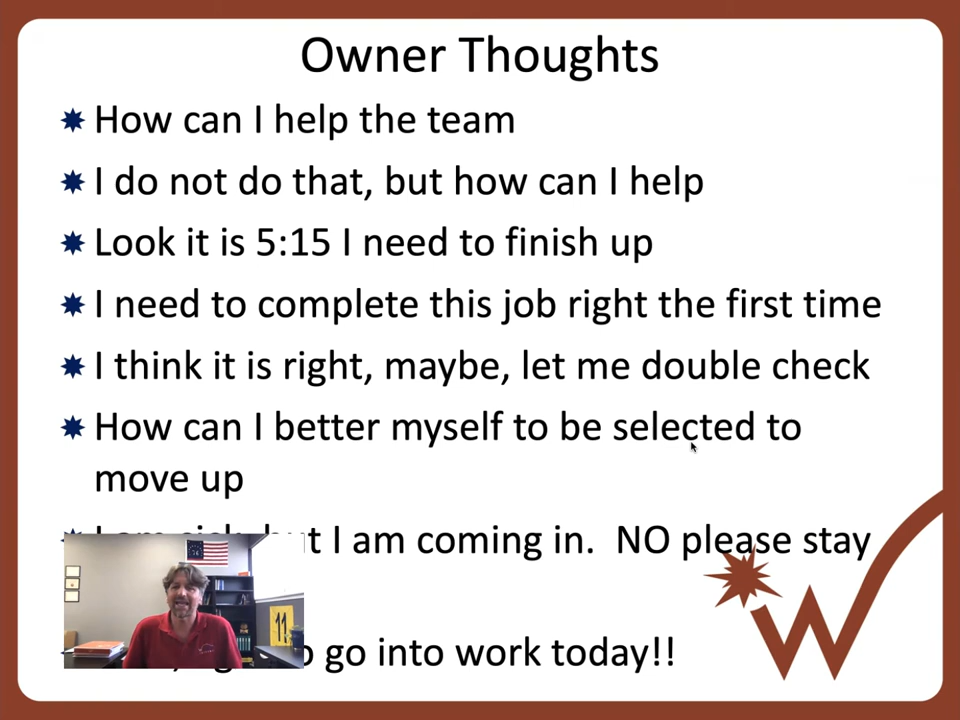 Owner Thoughts
How can I help the team
I do not do that, but how can I help
Look it is 5:15 I need to finish up
I need to complete this job right the first time
I think it is right, maybe, let me double check
How can I better myself to be selected to
move up
I am coming in. NO please stay
go into work today!!
11
W